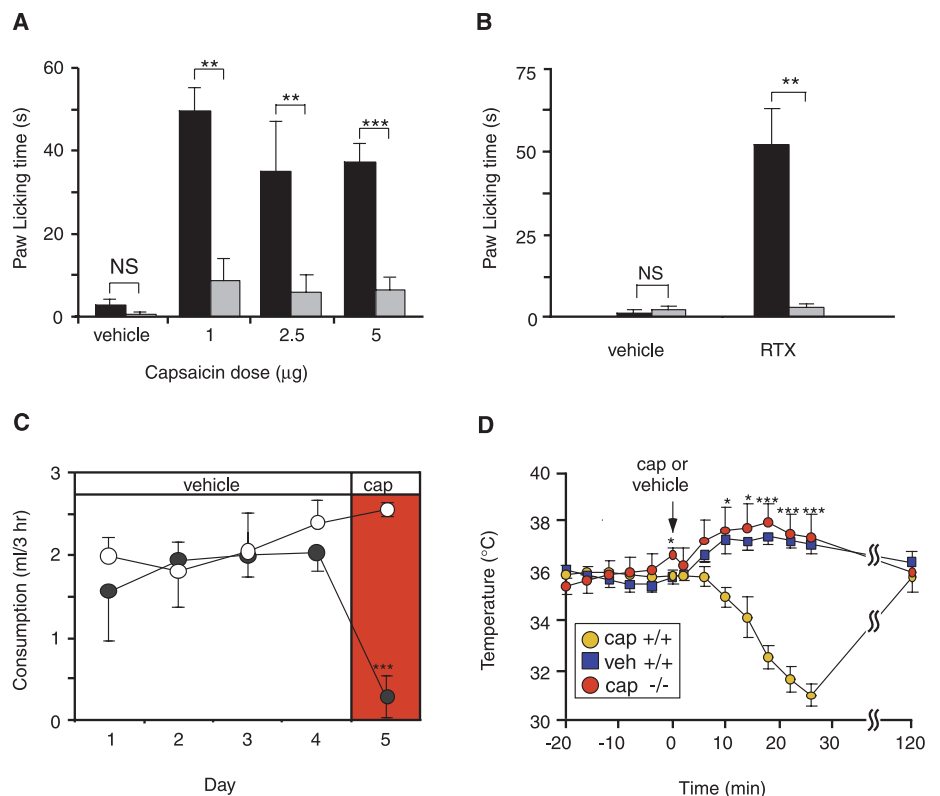 A
Paw Licking time (s)
60
40
20
0
NS
**
**
***
vehicle
1
2.5
5
Capsaicin dose (μg)
B
Paw Licking time (s)
75
50
25
0
NS
**
vehicle
RTX
C
Consumption (ml/3 hr)
3
2
1
0
vehicle
cap
***
1
2
3
4
5
Day
D
Temperature (°C)
40
38
36
34
32
30
cap or
vehicle
*
*
*
***
***
***
cap +/+
veh +/+
cap -/-
-20
-10
0
10
20
30
120
Time (min)